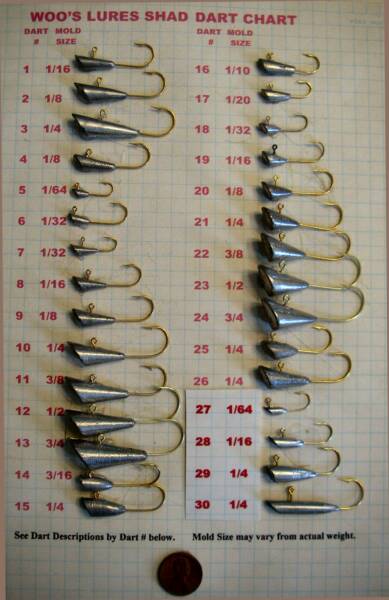 WOO'S LURES SHAD DART CHART
DART MOLD DART MOLD
# SIZE # SIZE
1 1/16 16 1/10
2 1/8 17 1/20
3 1/4 18 1/32
4 1/8 19 1/16
5 1/64 20 1/8
6 1/32 21 1/4
7 1/32 22 3/8
8 1/16 23 1/2
9 1/8 24 3/4
10 1/4 25 1/4
11 3/8 26 1/4
12 1/2 27 1/64
13 3/4 28 1/16
14 3/16 29 1/4
15 1/4 30 1/4
See Dart Descriptions by Dart # below. Mold Size may vary from actual weight.